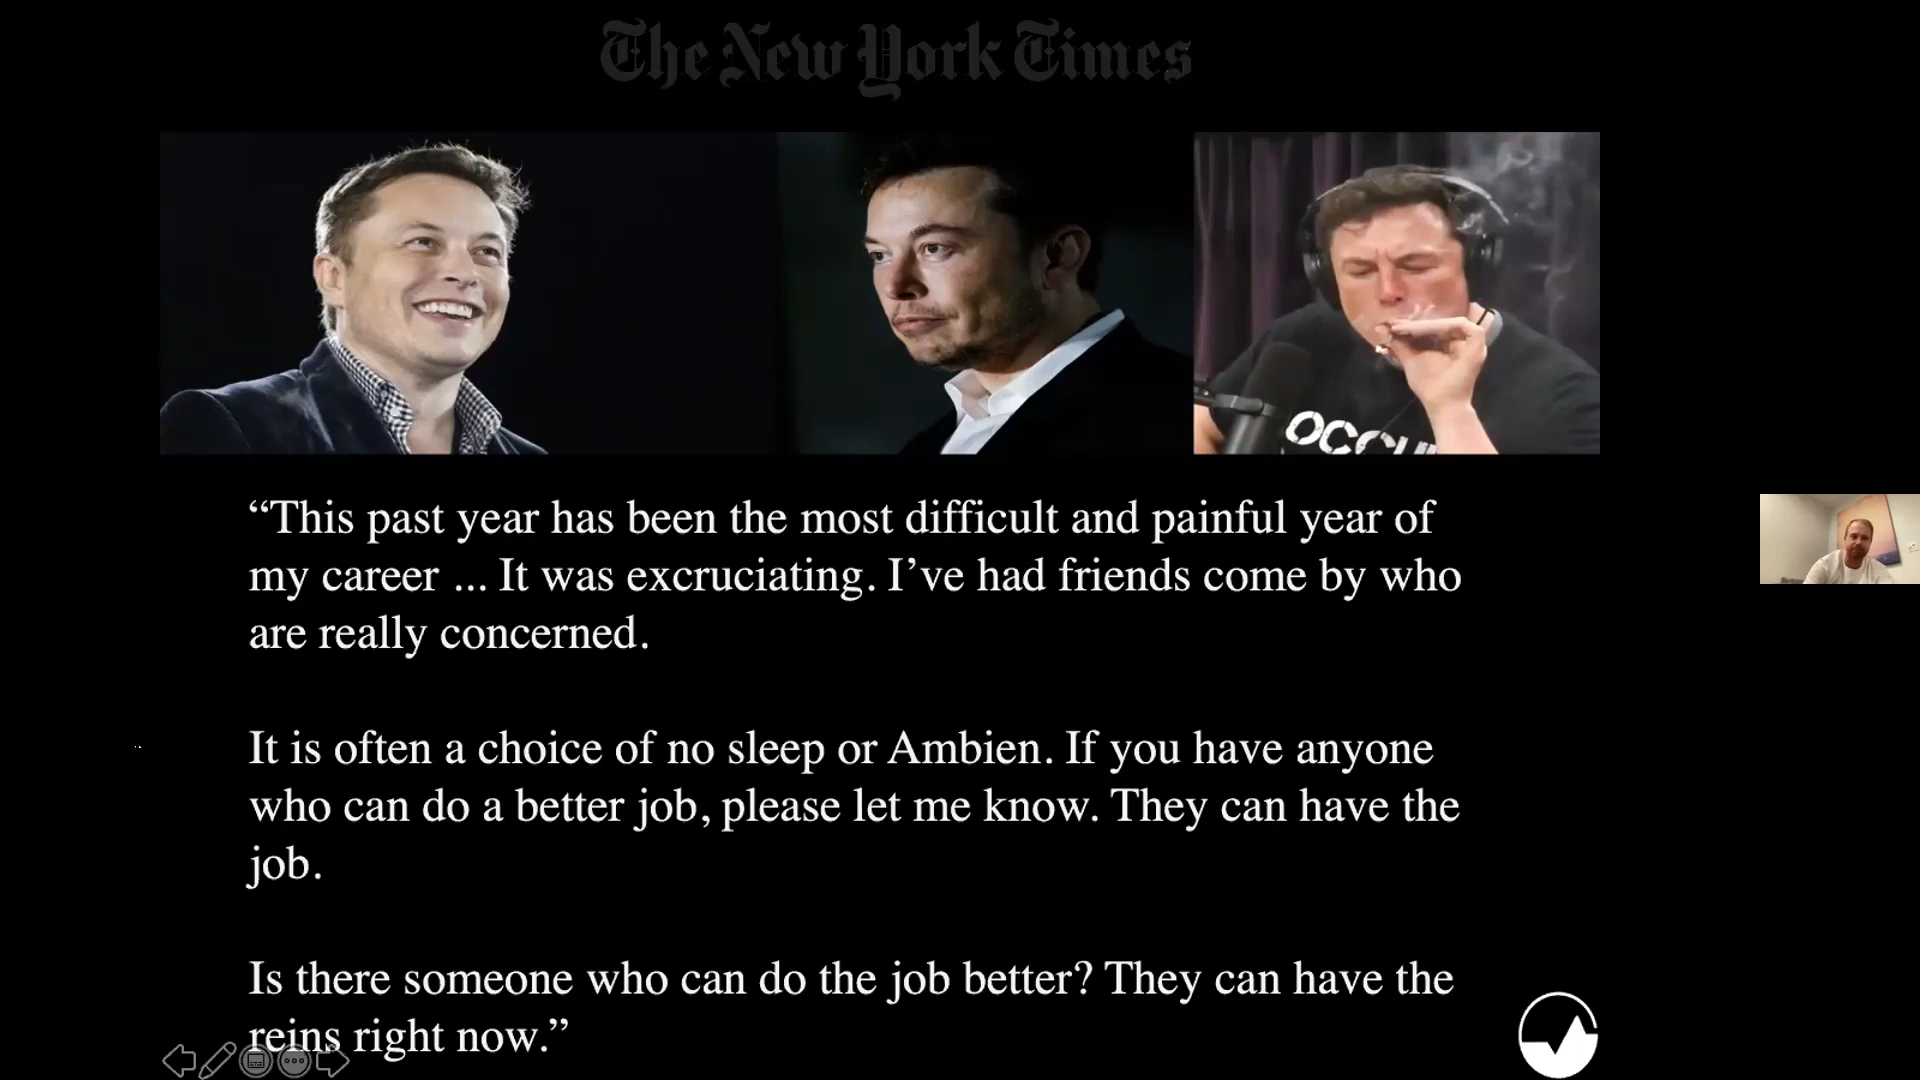 The New York Times
OCCU
“This past year has been the most difficult and painful year of
my career ... It was excruciating. I’ve had friends come by who
are really concerned.
It is often a choice of no sleep or Ambien. If you have anyone
who can do a better job, please let me know. They can have the
job.
Is there someone who can do the job better? They can have the
reins right now.”